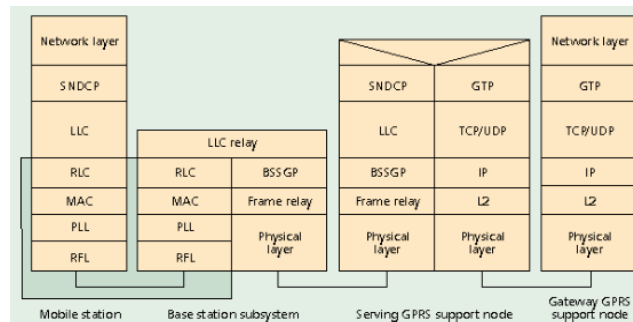 Network layer
SNDCP
LLC
RLC
MAC
PLL
RFL
Mobile station
LLC relay
RLC
MAC
PLL
RFL
BSSGP
Frame relay
Physical
layer
Base station subsystem
SNDCP
LLC
BSSGP
Frame relay
Physical
layer
GTP
TCP/UDP
IP
L2
Physical
layer
Serving GPRS support node
Network layer
GTP
TCP/UDP
IP
L2
Physical
layer
Gateway GPRS
support node